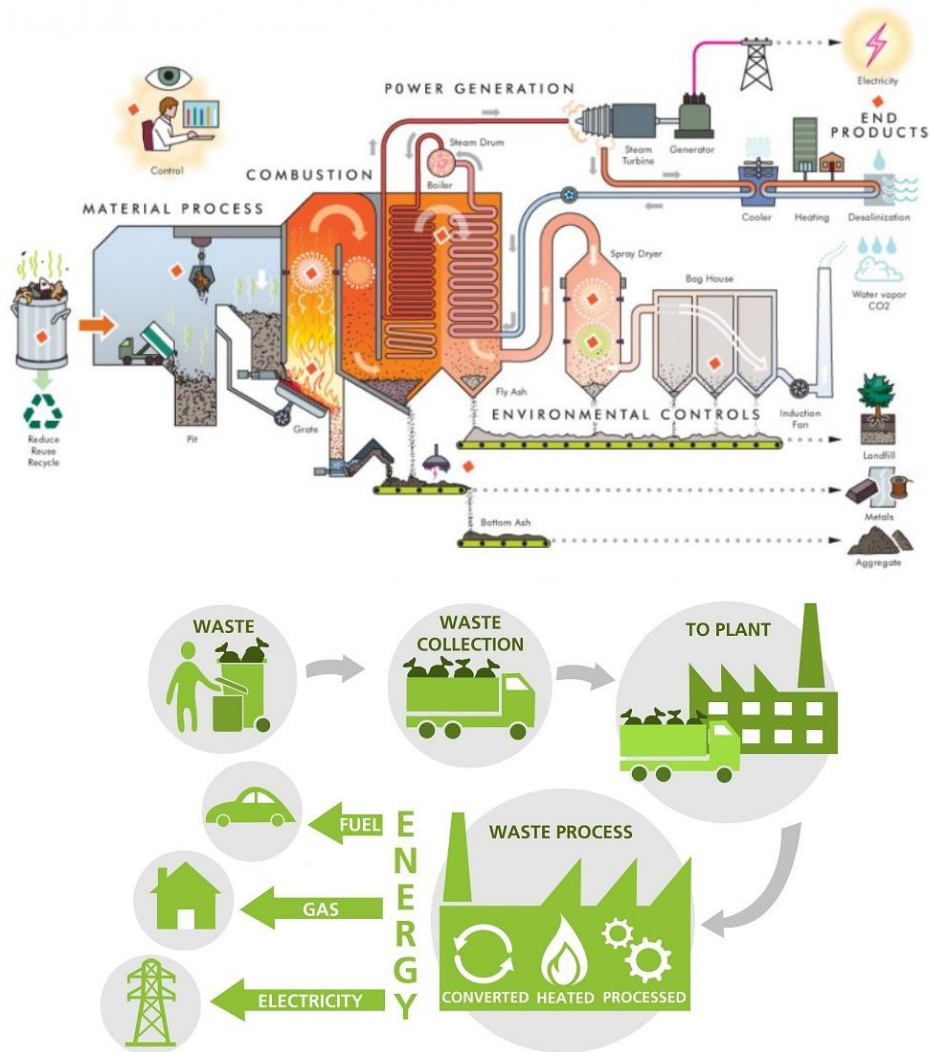 Control
POWER GENERATION
Steam Drum
Boiler
Steam
Turbine
Generator
Electricity
END
PRODUCTS
COMBUSTION
MATERIAL PROCESS
Cooler
Heating
Desalinization
Spray Dryer
Bag House
Water vapor
CO2
Reduce
Reuse
Recycle
Pit
Grate
Fly Ash
ENVIRONMENTAL CONTROLS
Induction
Fan
Landfill
Metals
Bottom Ash
Aggregate
WASTE
WASTE
COLLECTION
TO PLANT
FUEL
GAS
ELECTRICITY
ENERGY
WASTE PROCESS
CONVERTED HEATED PROCESSED